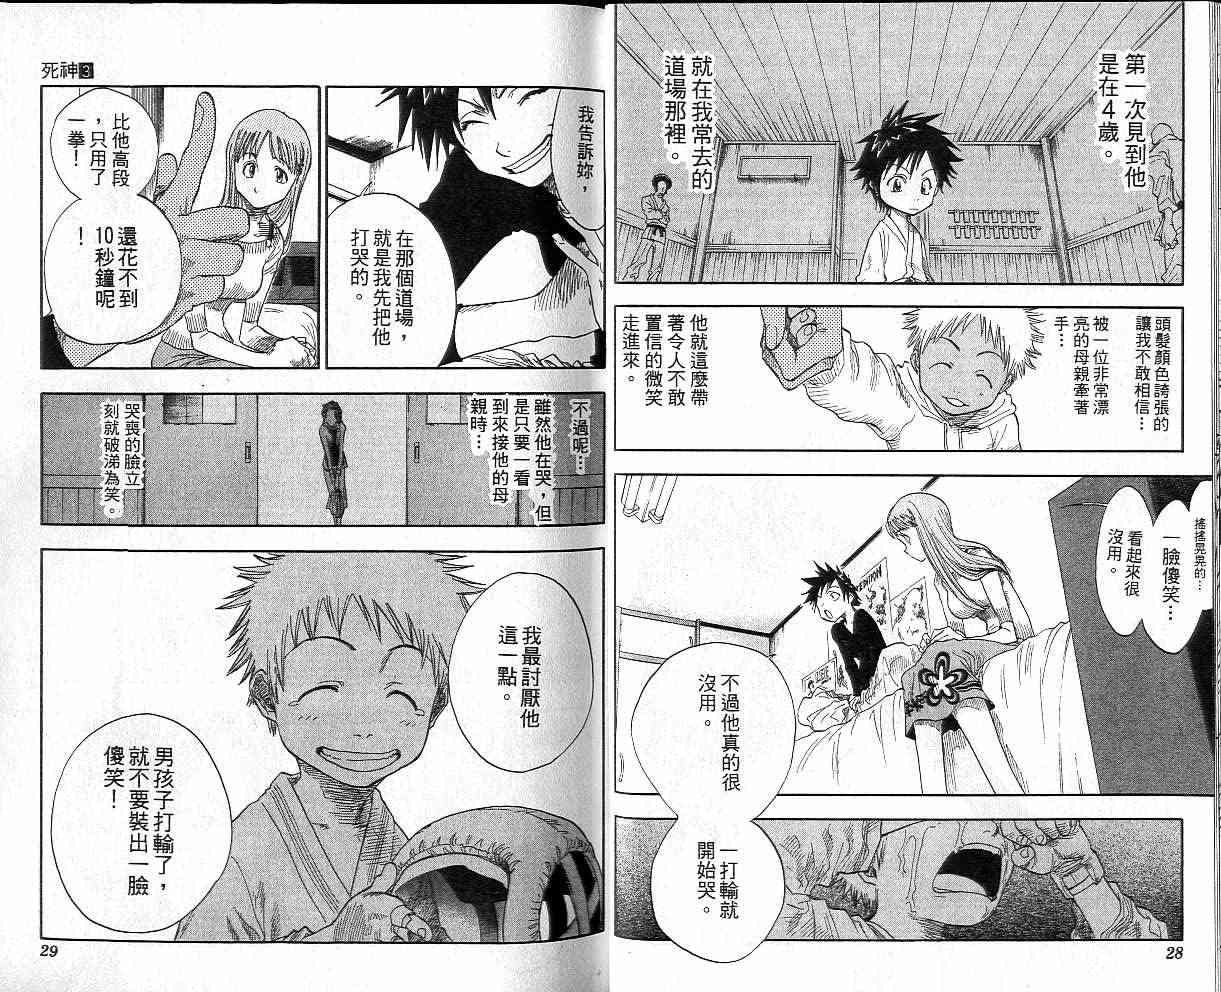 第一次見到他
是在4歲。
就在我常去的
道場那裡。
頭髮顏色誇張的
讓我不敢相信…
被一位非常漂
亮的母親牽著
手…
他就這麼帶
著令人不敢
置信的微笑
走進來。
搖搖晃晃的…
一臉傻笑…
看起來很
沒用。
不過他真的很
沒用。
一打輸就
開始哭。
28
死神3
我告訴妳，
在那個道場，
就是我先把他
打哭的。
比他高段
，只用了
一拳！
還花不到
10秒鐘呢
！
不過呢…
雖然他在哭，但
是只要一看
到來接他的母
親時…
哭喪的臉立
刻就破涕為笑。
我最討厭他
這一點。
男孩子打輸了，
就不要裝出一臉
傻笑！
29